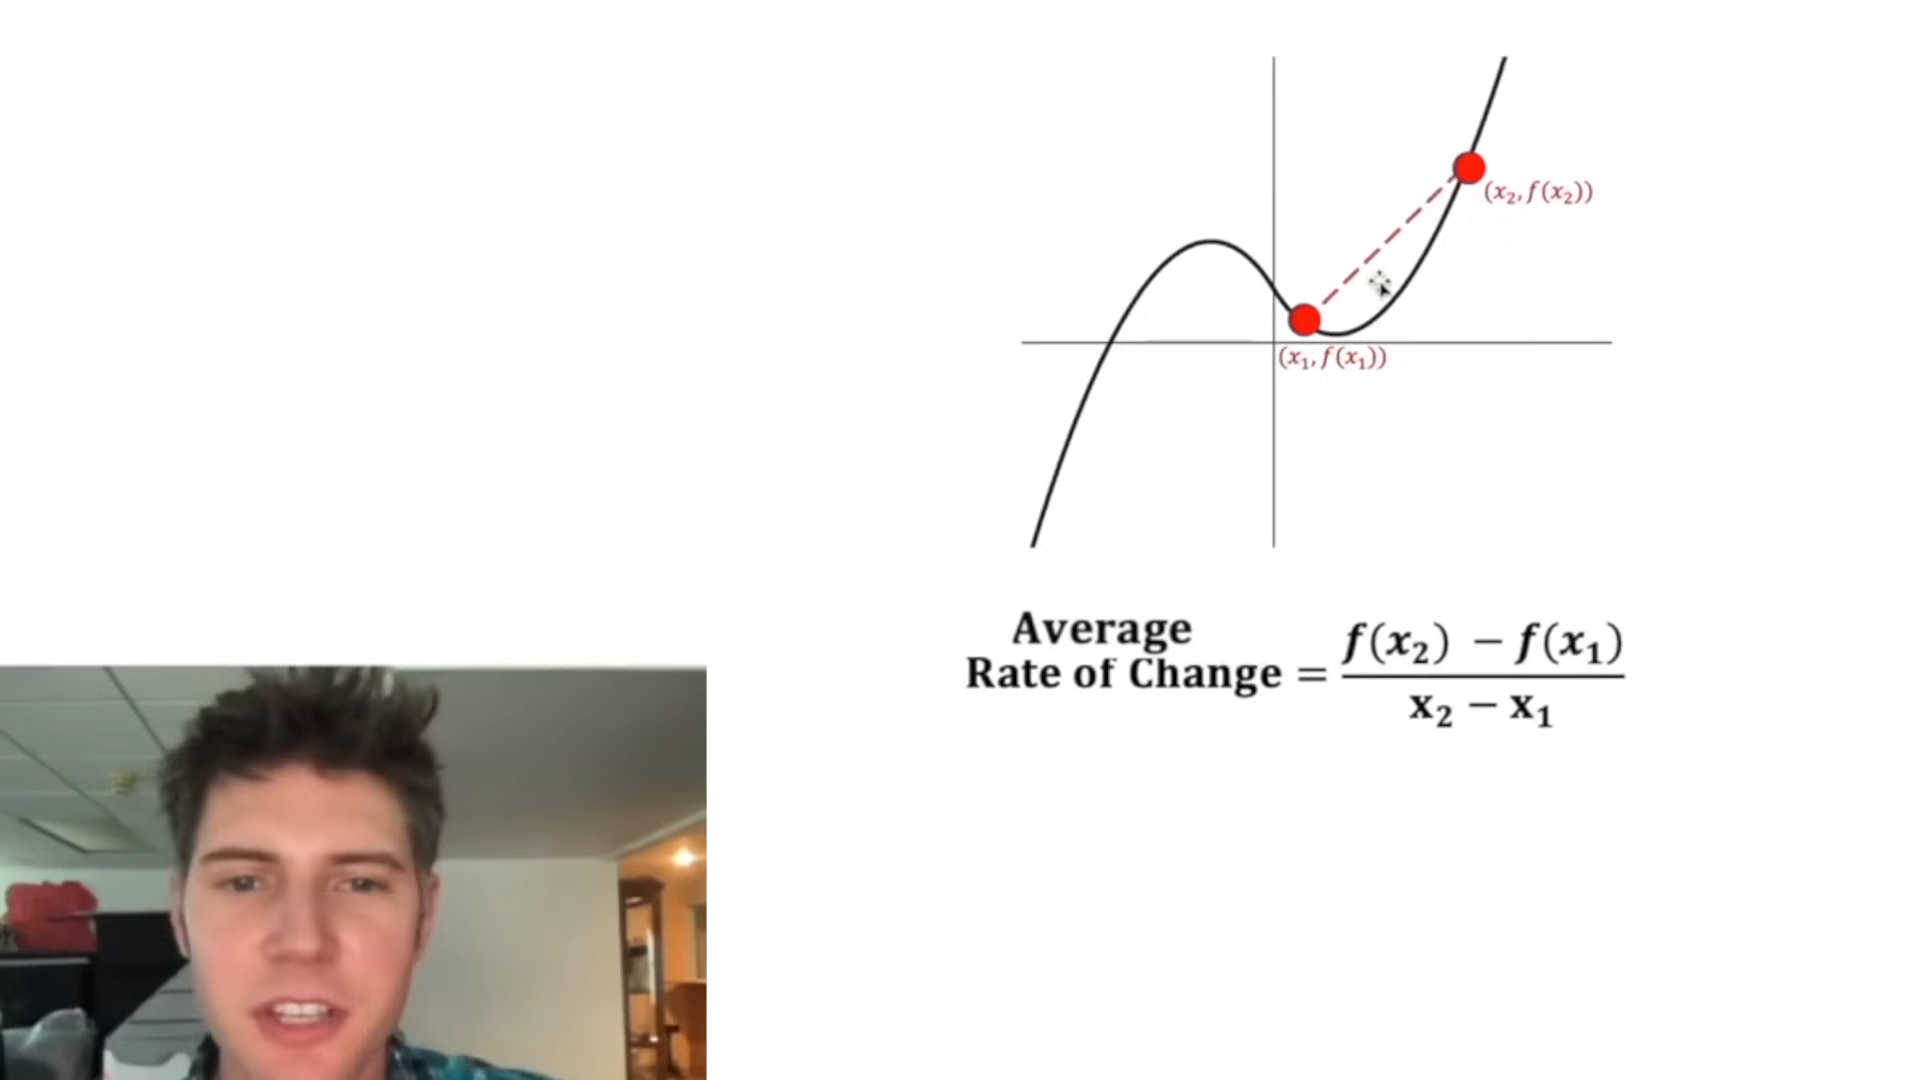 (x₂, f(x₂))
(x₁, f(x₁))
Average
Rate of Change = 
f(x₂) − f(x₁)
x₂ − x₁